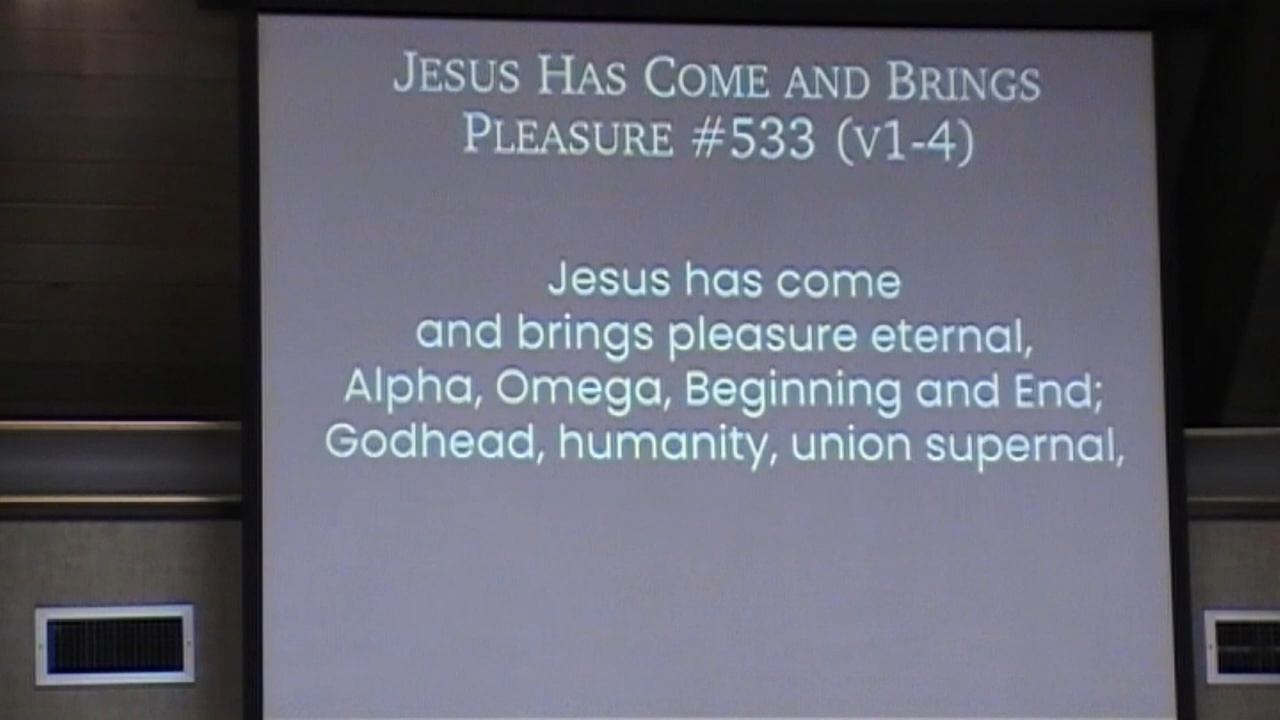 Jesus Has Come and Brings
Pleasure #533 (v1-4)
Jesus has come
and brings pleasure eternal,
Alpha, Omega, Beginning and End;
Godhead, humanity, union supernal,